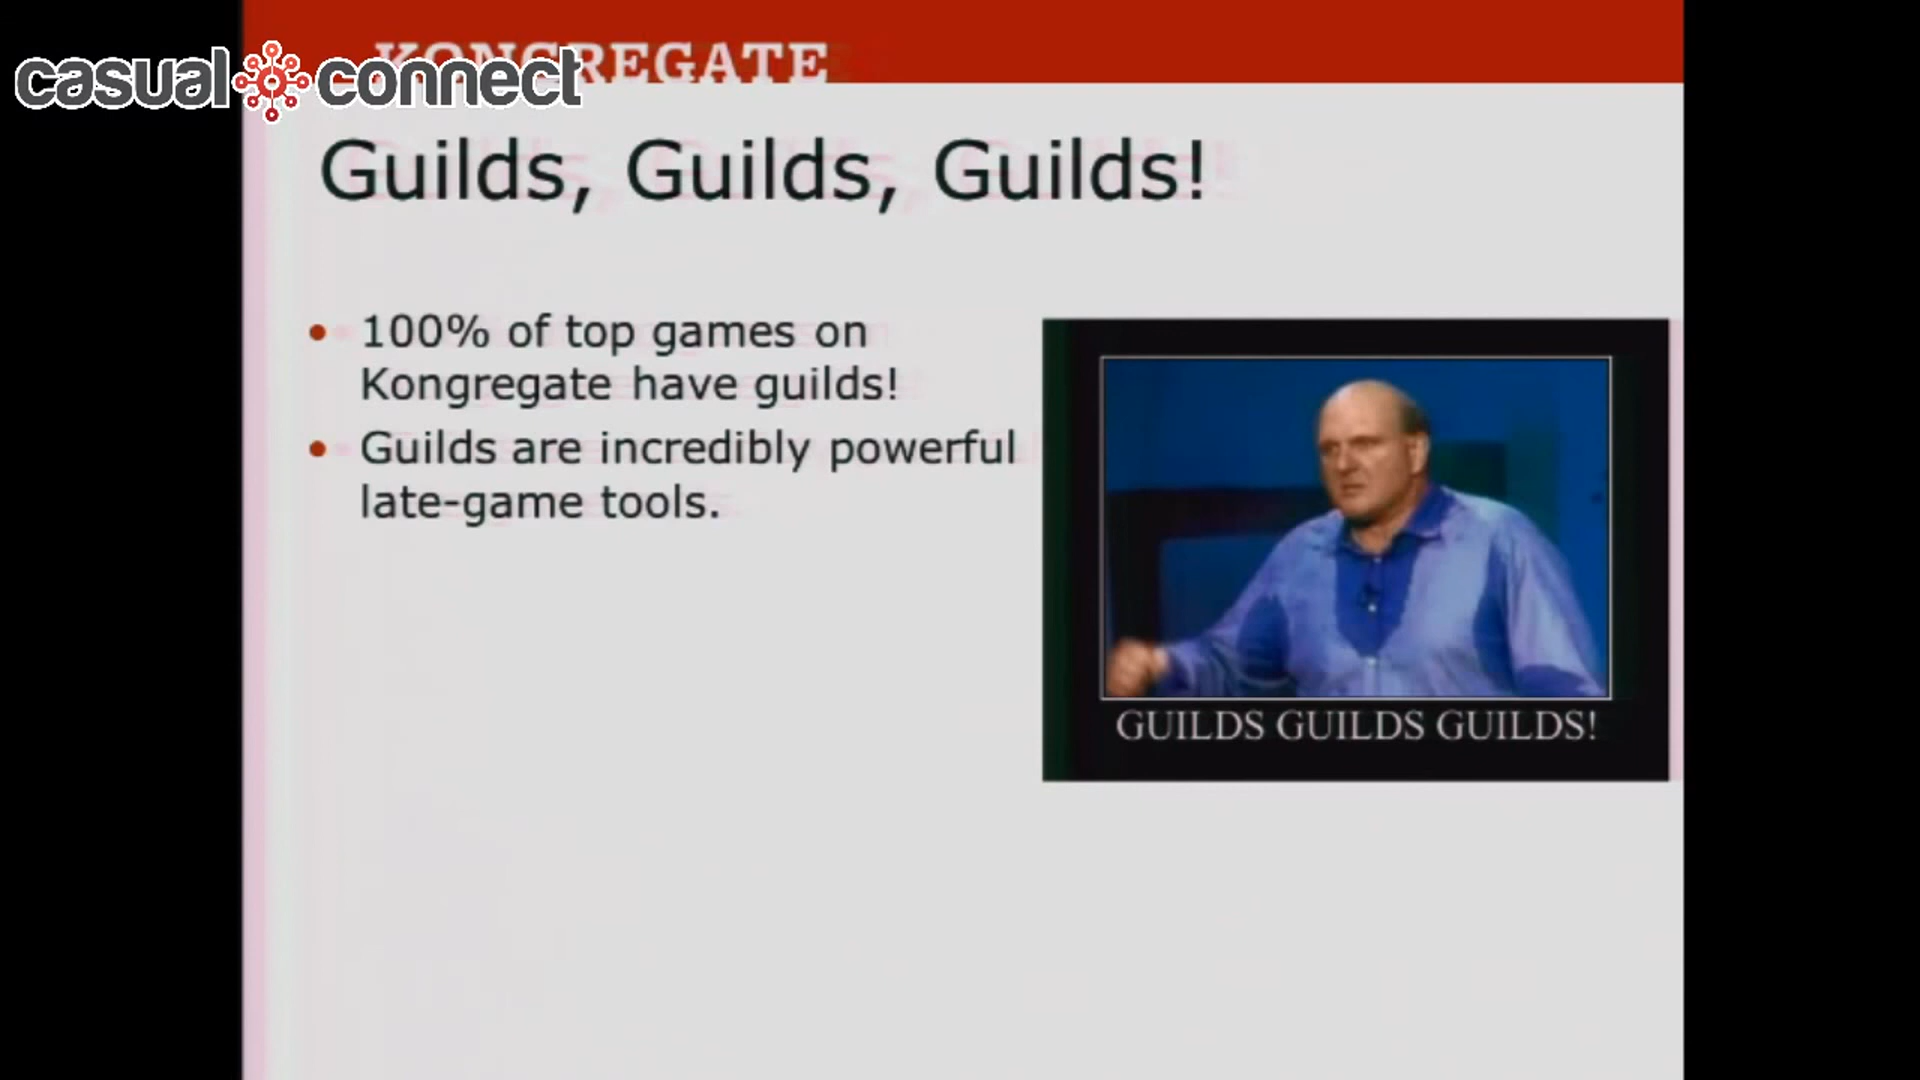 KONGREGATE
casual connect
Guilds, Guilds, Guilds!
100% of top games on
Kongregate have guilds!
Guilds are incredibly powerful
late-game tools.
GUILDS GUILDS GUILDS!